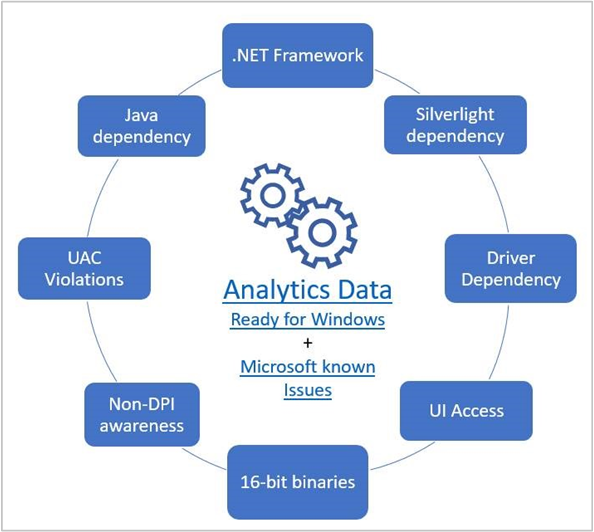 .NET Framework
Java
dependency
Silverlight
dependency
UAC
Violations
Analytics Data
Ready for Windows
+
Microsoft known
Issues
Driver
Dependency
Non-DPI
awareness
UI Access
16-bit binaries